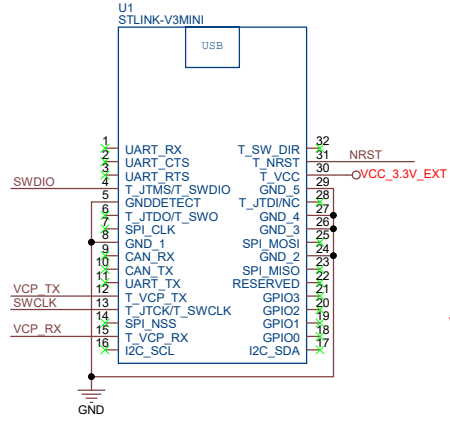 U1
STLINK-V3MINI
USB
1 UART_RX T_SW_DIR 32
2 UART_CTS T_NRST 31 NRST
3 UART_RTS T_VCC 30 VCC_3.3V_EXT
SWDIO 4 T_JTMS/T_SWDIO GND_5 29
5 GNDDETECT T_JTDI/NC 28
6 T_JTDO/T_SWO GND_4 27
7 SPI_CLK GND_3 26
8 GND_1 SPI_MOSI 25
9 CAN_RX GND_2 24
10 CAN_TX SPI_MISO 23
11 UART_TX RESERVED 22
VCP_TX 12 T_VCP_TX GPIO3 21
SWCLK 13 T_JTCK/T_SWCLK GPIO2 20
14 SPI_NSS GPIO1 19
VCP_RX 15 T_VCP_RX GPIO0 18
16 I2C_SCL I2C_SDA 17
GND